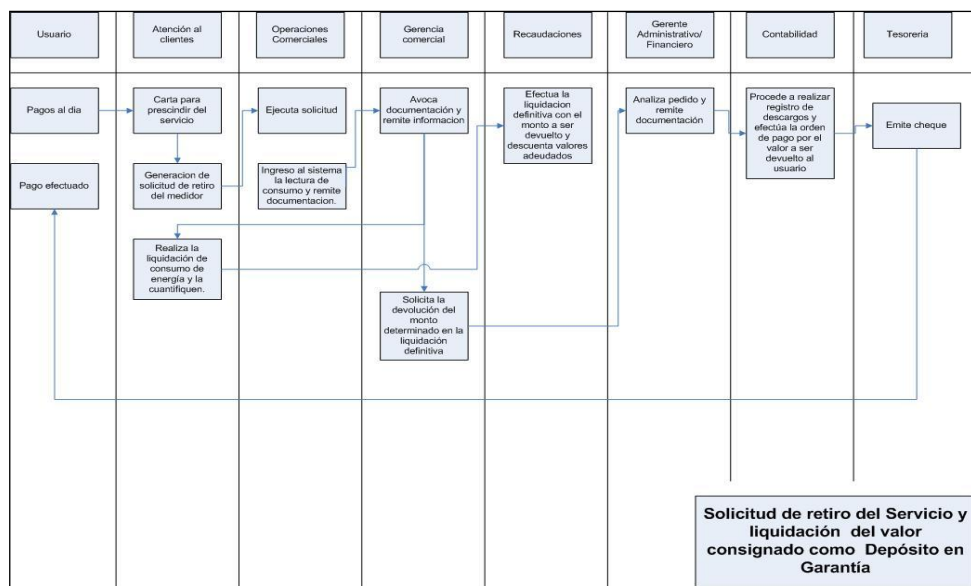 Usuario
Atención al
clientes
Operaciones
Comerciales
Gerencia
comercial
Recaudaciones
Gerente
Administrativo/
Financiero
Contabilidad
Tesoreria
Pagos al dia
Carta para
prescindir del
servicio
Ejecuta solicitud
Avoca
documentación y
remite informacion
Efectua la
liquidacion
definitiva con el
monto a ser
devuelto y
descuenta valores
adeudados
Analiza pedido y
remite
documentación
Procede a realizar
registro de
descargos y
efectúa la orden
de pago por el
valor a ser
devuelto al
usuario
Emite cheque
Pago efectuado
Generacion de
solicitud de retiro
del medidor
Ingreso al sistema
la lectura de
consumo y remite
documentacion.
Realiza la
liquidación de
consumo de
energía y la
cuantifiquen.
Solicita la
devolución del
monto
determinado en la
liquidación
definitiva
Solicitud de retiro del Servicio y
liquidación del valor
consignado como Depósito en
Garantía